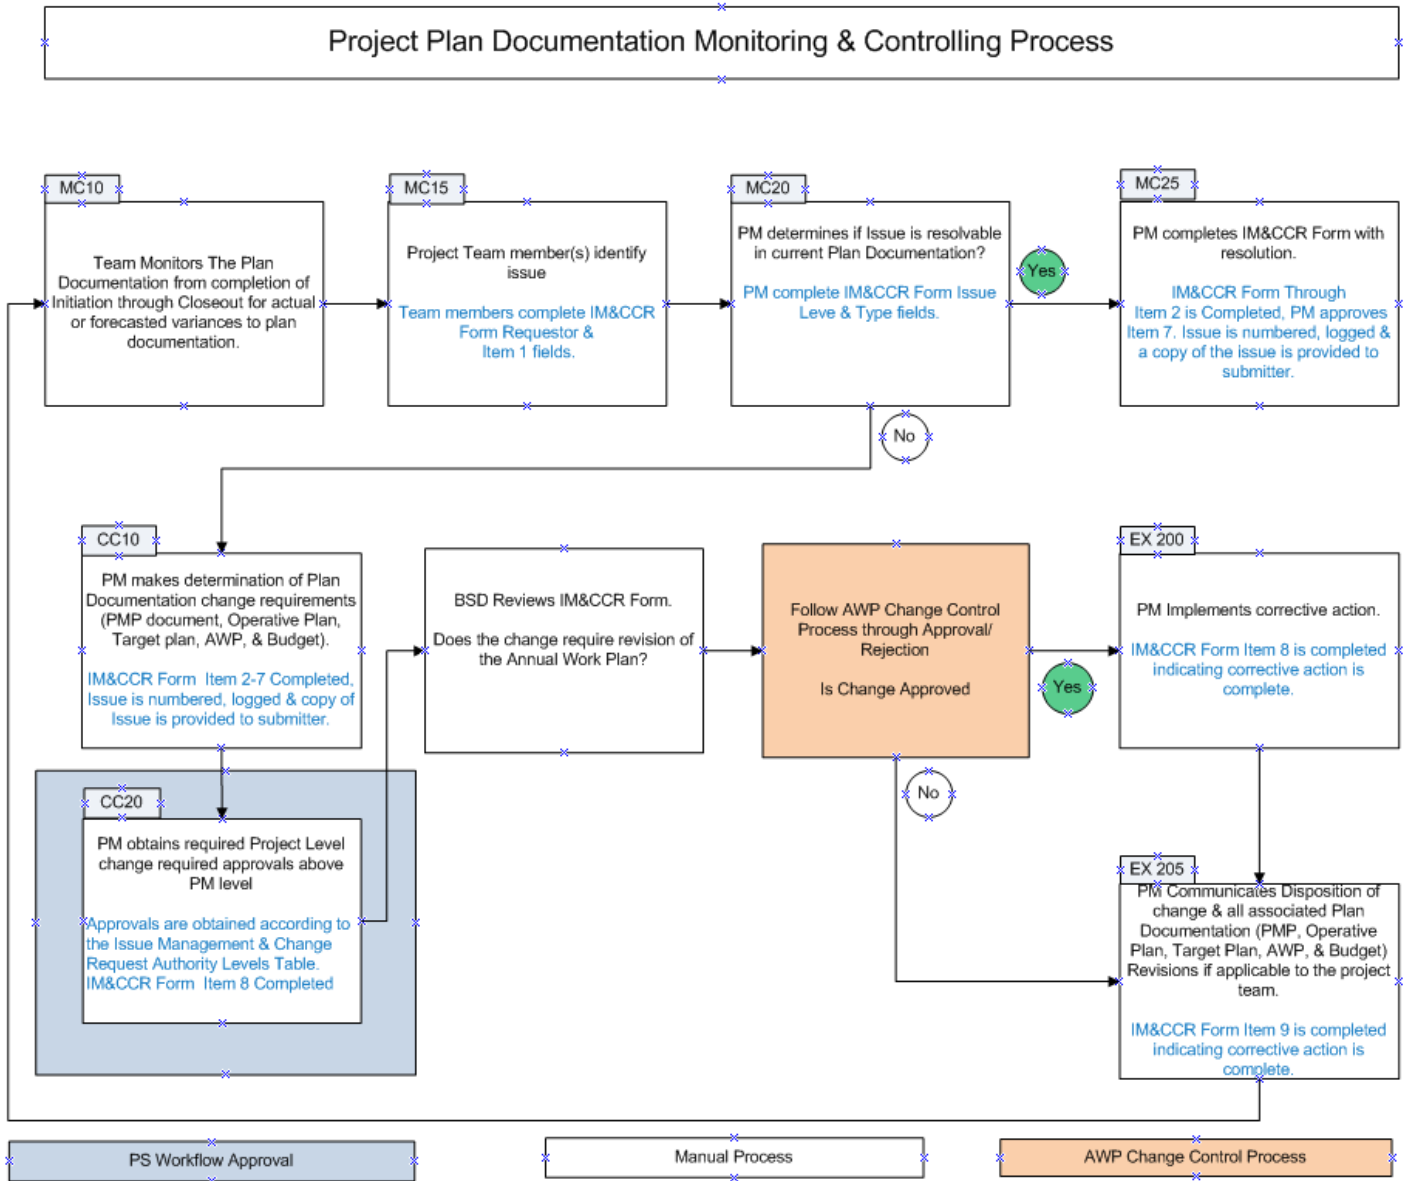 Project Plan Documentation Monitoring & Controlling Process
MC10
Team Monitors The Plan
Documentation from completion of
Initiation through Closeout for actual
or forecasted variances to plan
documentation.
MC15
Project Team member(s) identify
issue
Team members complete IM&CCR
Form Requestor &
Item 1 fields.
MC20
PM determines if Issue is resolvable
in current Plan Documentation?
PM complete IM&CCR Form Issue
Leve & Type fields.
Yes
MC25
PM completes IM&CCR Form with
resolution.
IM&CCR Form Through
Item 2 is Completed, PM approves
Item 7. Issue is numbered, logged &
a copy of the issue is provided to
submitter.
No
CC10
PM makes determination of Plan
Documentation change requirements
(PMP document, Operative Plan,
Target plan, AWP, & Budget).
IM&CCR Form  Item 2-7 Completed,
Issue is numbered, logged & copy of
Issue is provided to submitter.
BSD Reviews IM&CCR Form.
Does the change require revision of
the Annual Work Plan?
Follow AWP Change Control
Process through Approval/
Rejection
Is Change Approved
Yes
EX 200
PM Implements corrective action.
IM&CCR Form Item 8 is completed
indicating corrective action is
complete.
No
CC20
PM obtains required Project Level
change required approvals above
PM level
Approvals are obtained according to
the Issue Management & Change
Request Authority Levels Table.
IM&CCR Form  Item 8 Completed
EX 205
PM Communicates Disposition of
change & all associated Plan
Documentation (PMP, Operative
Plan, Target Plan, AWP, & Budget)
Revisions if applicable to the project
team.
IM&CCR Form Item 9 is completed
indicating corrective action is
complete.
PS Workflow Approval
Manual Process
AWP Change Control Process